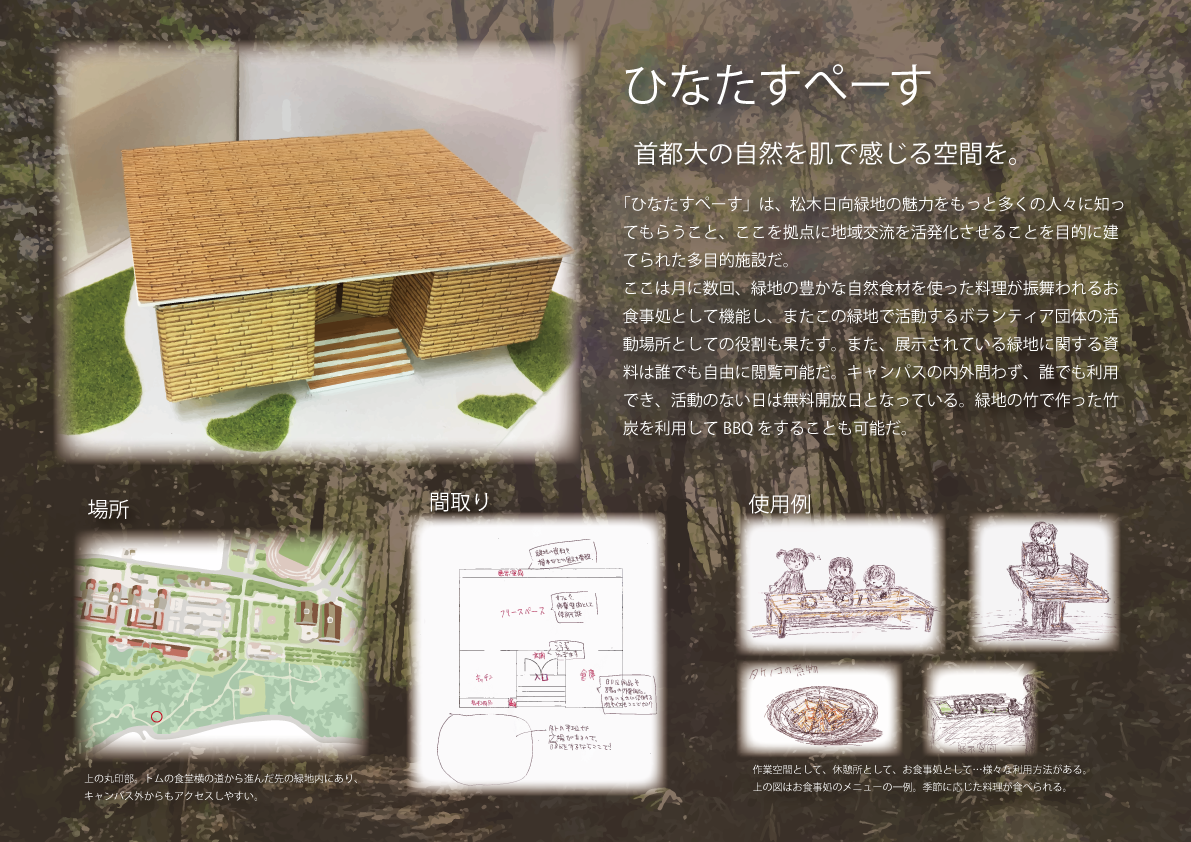 ひなたすぺーす
首都大の自然を肌で感じる空間を。
「ひなたすぺーす」は、松木日向緑地の魅力をもっと多くの人々に知っ
てもらうこと、ここを拠点に地域交流を活発化させることを目的に建
てられた多目的施設だ。
ここは月に数回、緑地の豊かな自然食材を使った料理が振舞われるお
食事処として機能し、またこの緑地で活動するボランティア団体の活
動場所としての役割も果たす。また、展示されている緑地に関する資
料は誰でも自由に閲覧可能だ。キャンパスの内外問わず、誰でも利用
でき、活動のない日は無料開放日となっている。緑地の竹で作った竹
炭を利用して BBQ をすることも可能だ。
場所
上の丸印部。トムの食堂横の道から進んだ先の緑地内にあり、
キャンパス外からもアクセスしやすい。
間取り
フリースペース
玄関
キッチン
入口
倉庫
使用例
タケノコの煮物
作業空間として、休憩所として、お食事処として…様々な利用方法がある。
上の図はお食事処のメニューの一例。季節に応じた料理が食べられる。